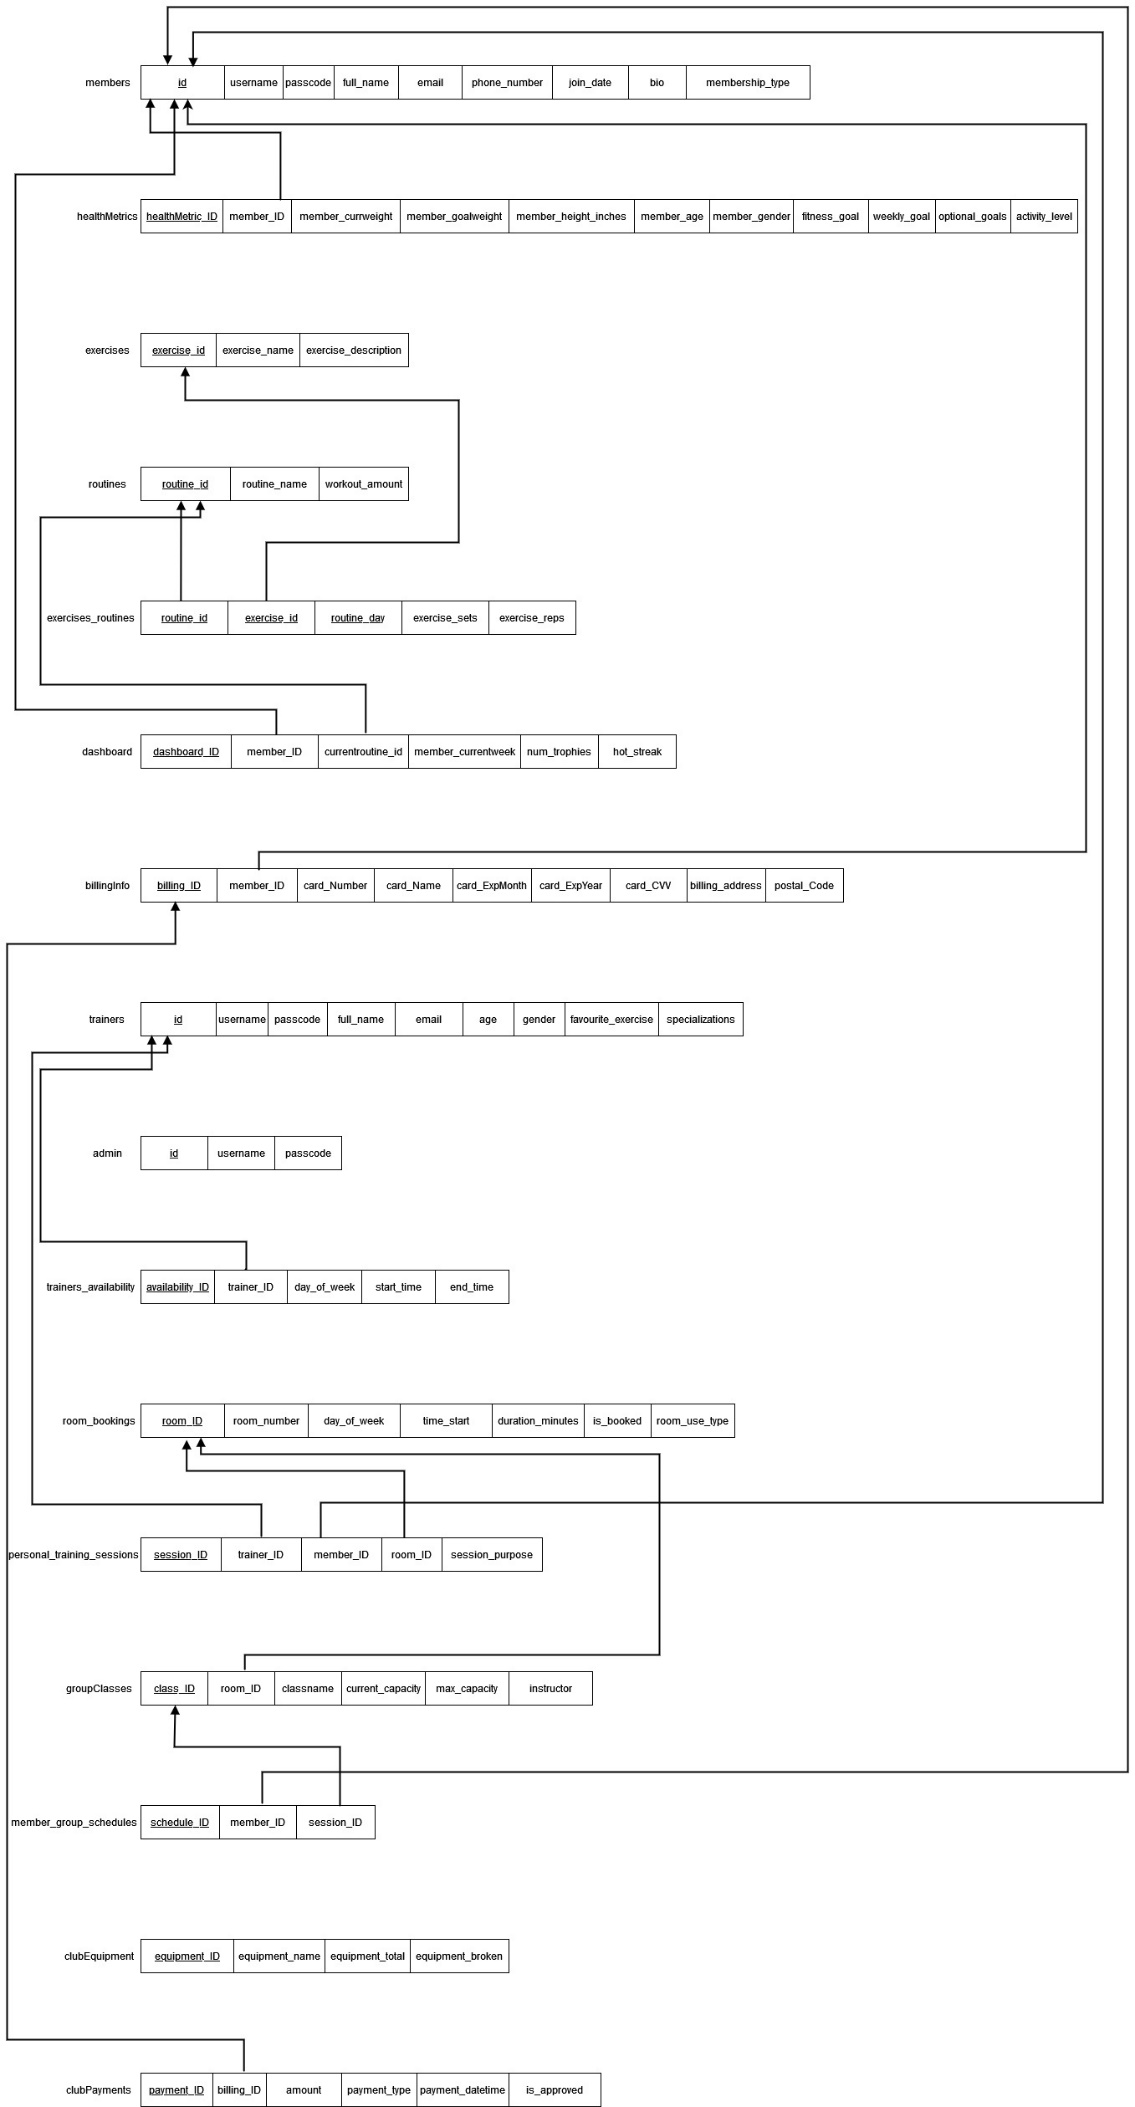 members id username passcode full_name email phone_number join_date bio membership_type
healthMetrics healthMetric_ID member_ID member_currweight member_goalweight member_height_inches member_age member_gender fitness_goal weekly_goal optional_goals activity_level
exercises exercise_id exercise_name exercise_description
routines routine_id routine_name workout_amount
exercises_routines routine_id exercise_id routine_day exercise_sets exercise_reps
dashboard dashboard_ID member_ID currentroutine_id member_currentweek num_trophies hot_streak
billingInfo billing_ID member_ID card_Number card_Name card_ExpMonth card_ExpYear card_CVV billing_address postal_Code
trainers id username passcode full_name email age gender favourite_exercise specializations
admin id username passcode
trainers_availability availability_ID trainer_ID day_of_week start_time end_time
room_bookings room_ID room_number day_of_week time_start duration_minutes is_booked room_use_type
personal_training_sessions session_ID trainer_ID member_ID room_ID session_purpose
groupClasses class_ID room_ID classname current_capacity max_capacity instructor
member_group_schedules schedule_ID member_ID session_ID
clubEquipment equipment_ID equipment_name equipment_total equipment_broken
clubPayments payment_ID billing_ID amount payment_type payment_datetime is_approved